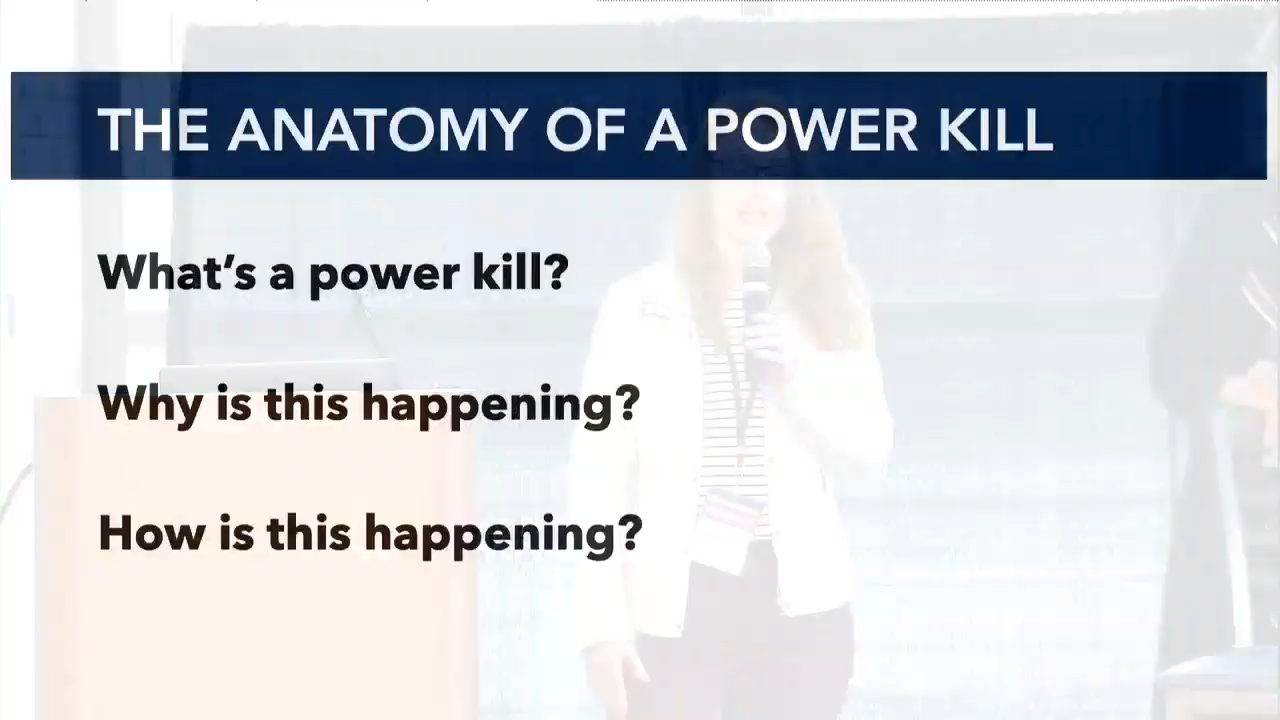 THE ANATOMY OF A POWER KILL
What’s a power kill?
Why is this happening?
How is this happening?